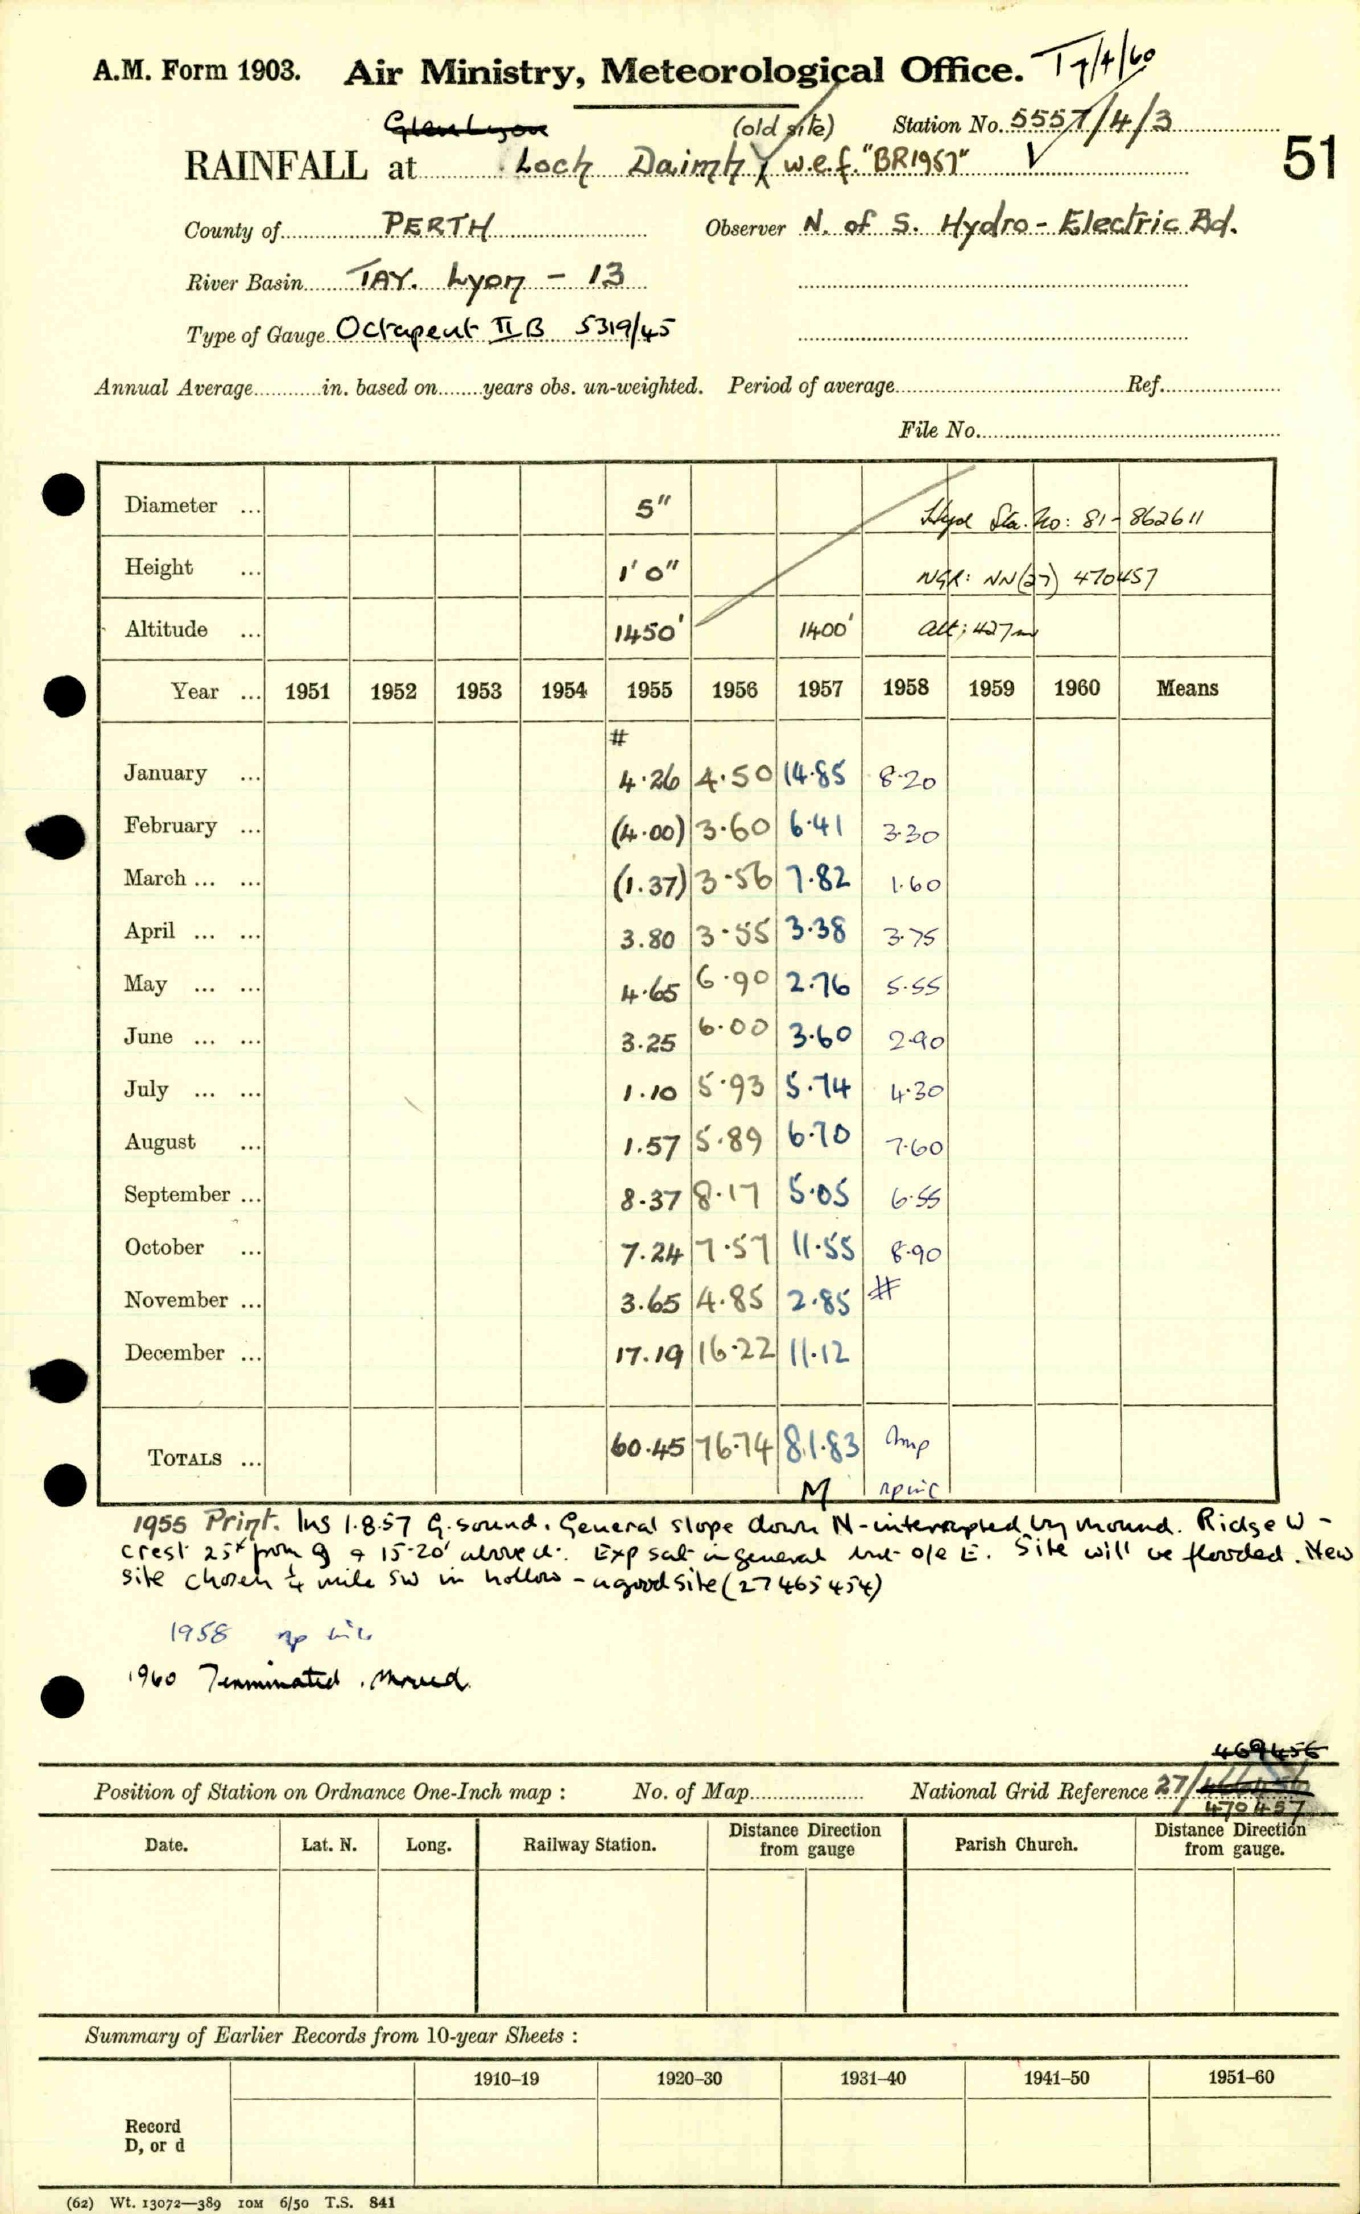 A.M. Form 1903. Air Ministry, Meteorological Office. T 7/4/60
Glen Lyon (old site) Station No. 5557/4/3
RAINFALL at Loch Daimh w.e.f. "BR1957" 51
County of PERTH Observer N. of S. Hydro-Electric Bd.
River Basin TAY. Lyon - 13
Type of Gauge Octapent II B 5319/45
Annual Average in. based on years obs. un-weighted. Period of average Ref.
File No.
Diameter ... 5" Hyd Sta. No: 81-862611
Height ... 1' 0" NGR: NN(27) 470457
Altitude ... 1450' 1400' alt; 427m
Year ... 1951 1952 1953 1954 1955 1956 1957 1958 1959 1960 Means
#
January ... 4.26 4.50 14.85 8.20
February ... (4.00) 3.60 6.41 3.30
March ... ... (1.37) 3.56 7.82 1.60
April ... ... 3.80 3.55 3.38 3.75
May ... ... 4.65 6.90 2.76 5.55
June ... ... 3.25 6.00 3.60 2.90
July ... ... 1.10 5.93 5.74 4.30
August ... 1.57 5.89 6.70 7.60
September ... 8.37 8.17 5.05 6.55
October ... 7.24 7.57 11.55 8.90
November ... 3.65 4.85 2.85 #
December ... 17.19 16.22 11.12
TOTALS ... 60.45 76.74 81.83
M
1955 Print. Ins 1.8.57 G. sound. General slope down N - interrupted by mound. Ridge W -
crest 25x from g & 15-20' above it. Exp sat in general but o/e E. Site will be flooded. New
site chosen ¼ mile SW in hollow - a good site (27 465454)
1958
1960 Terminated. Moved.
469456
Position of Station on Ordnance One-Inch map : No. of Map National Grid Reference 27/
470457
Date. Lat. N. Long. Railway Station. Distance from Direction gauge Parish Church. Distance from Direction gauge.
Summary of Earlier Records from 10-year Sheets :
1910–19 1920–30 1931–40 1941–50 1951–60
Record
D, or d
(62) Wt. 13072—389 10M 6/50 T.S. 841